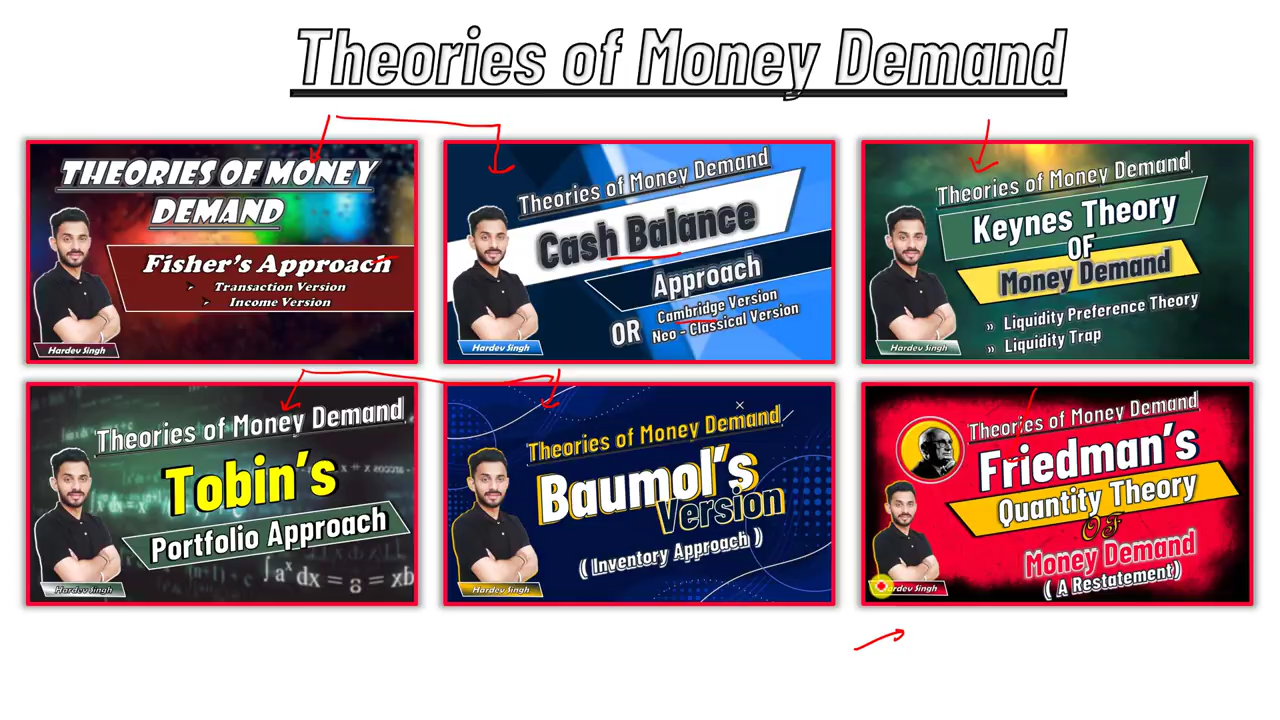 Theories of Money Demand
THEORIES OF MONEY
DEMAND
Fisher's Approach
Transaction Version
Income Version
Hardev Singh
Theories of Money Demand
Cash Balance
Approach
OR
Cambridge Version
Neo - Classical Version
Hardev Singh
Theories of Money Demand
Keynes Theory
OF
Money Demand
» Liquidity Preference Theory
» Liquidity Trap
Hardev Singh
Theories of Money Demand
Tobin's
Portfolio Approach
∫aˣdx = 8 = xb
Hardev Singh
Theories of Money Demand
Baumol's
Version
( Inventory Approach )
Hardev Singh
Theories of Money Demand
Friedman's
Quantity Theory
OF
Money Demand
( A Restatement)
Hardev Singh